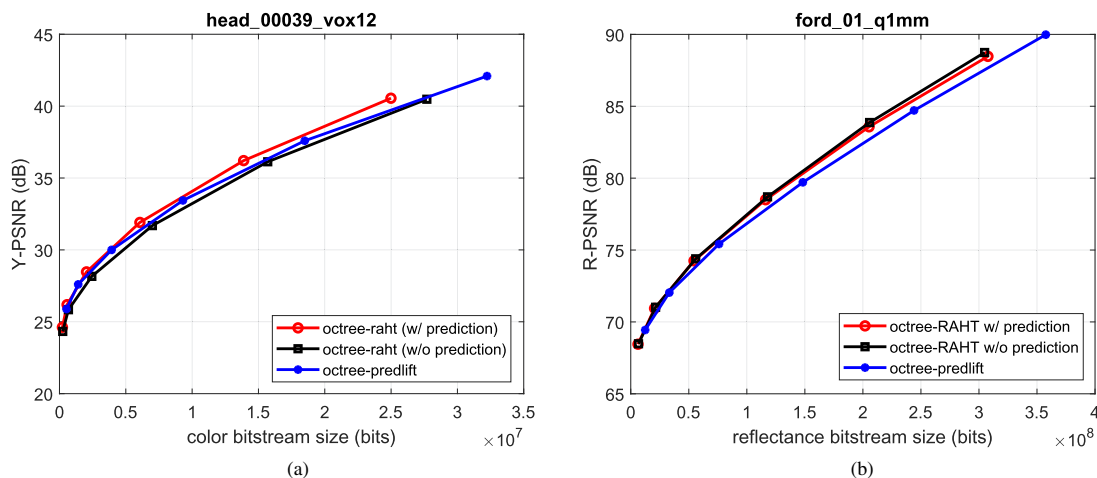 head_00039_vox12
Y-PSNR (dB)
45
40
35
30
25
20
octree-raht (w/ prediction)
octree-raht (w/o prediction)
octree-predlift
0 0.5 1 1.5 2 2.5 3 3.5
color bitstream size (bits)
×10^7
(a)
ford_01_q1mm
R-PSNR (dB)
90
85
80
75
70
65
octree-RAHT w/ prediction
octree-RAHT w/o prediction
octree-predlift
0 0.5 1 1.5 2 2.5 3 3.5 4
reflectance bitstream size (bits)
×10^8
(b)